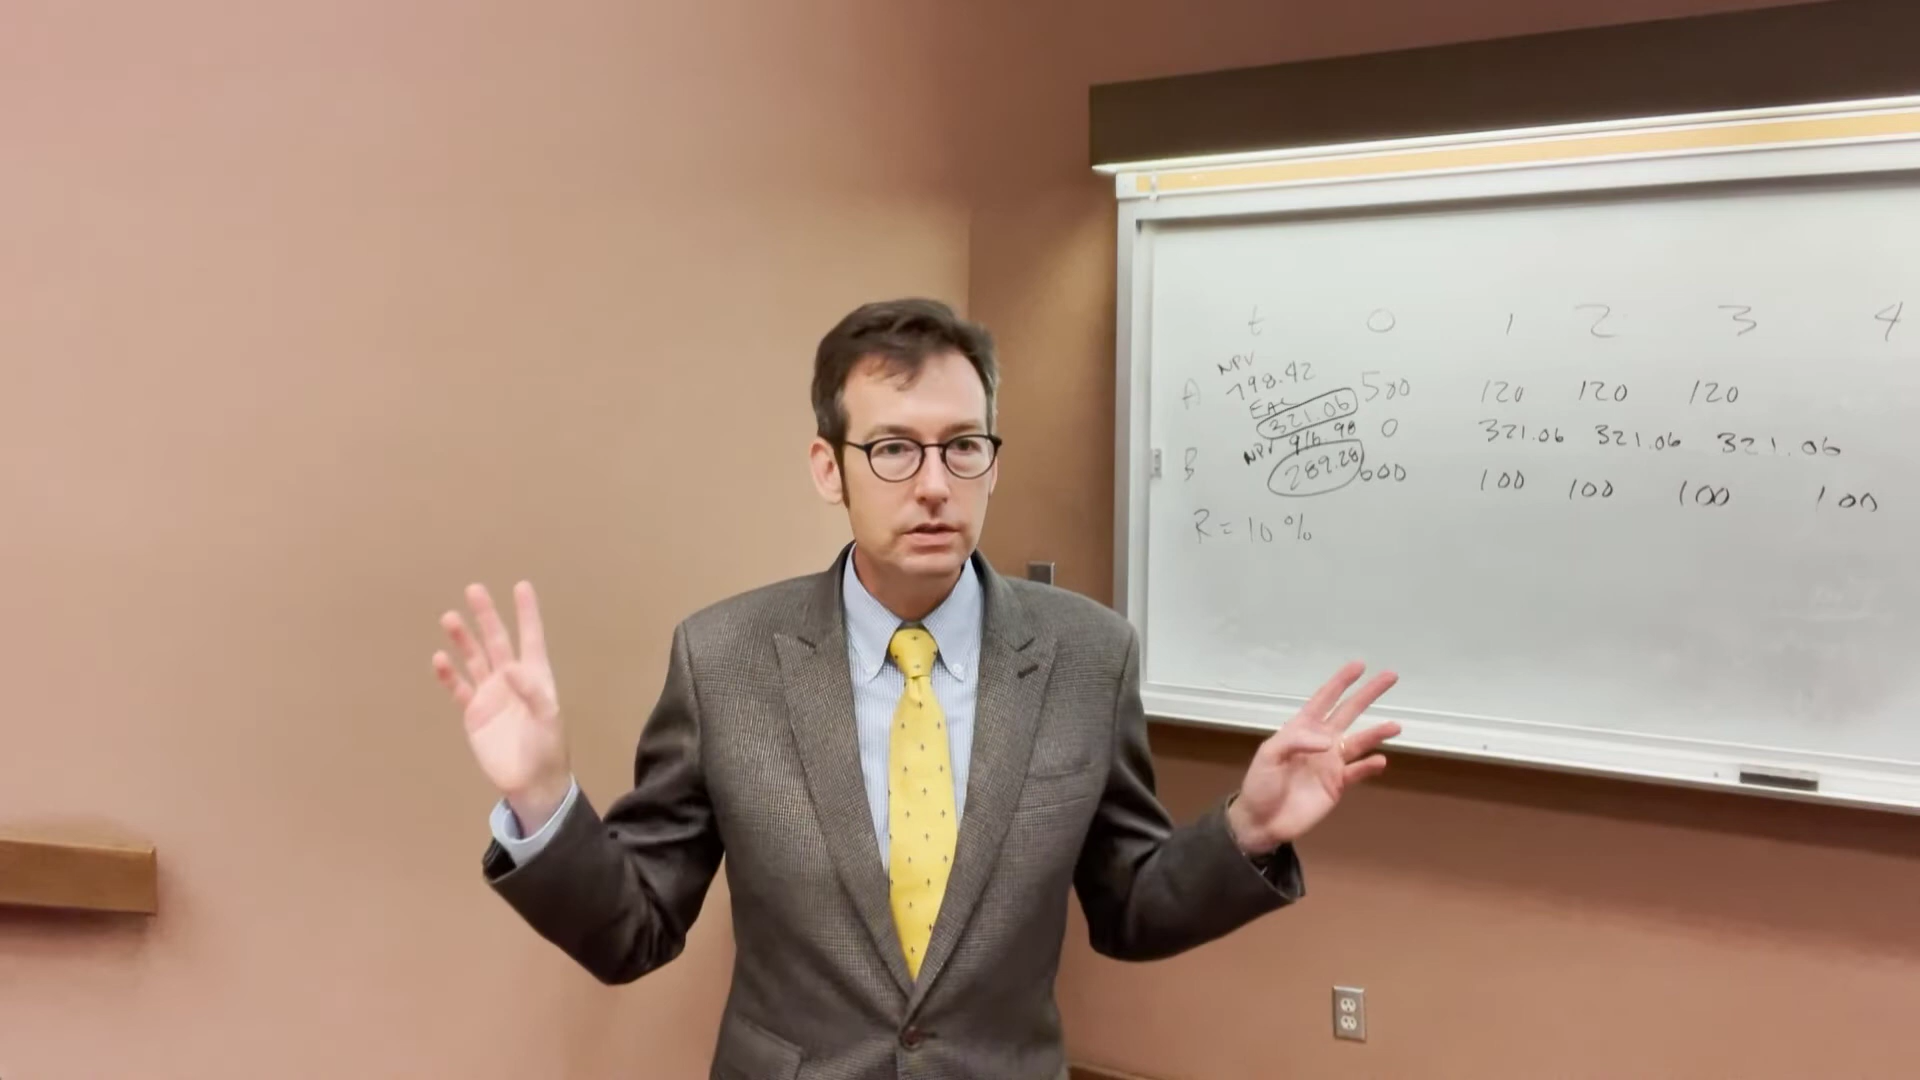 t 0 1 2 3 4
NPV
A 798.42 500 120 120 120
EAC
321.06 0 321.06 321.06 321.06
NPV 916.98
B 289.28 600 100 100 100 100
R = 10%